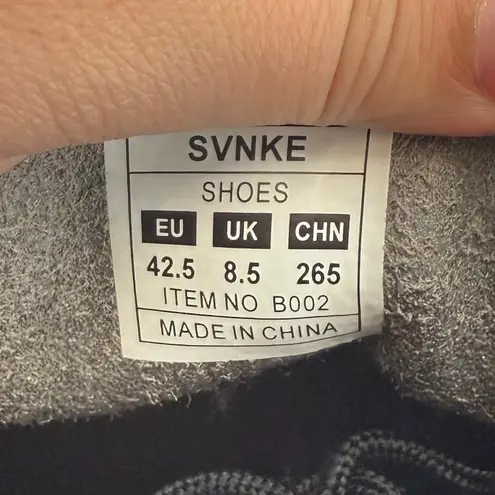 SVNKE
SHOES
EU UK CHN
42.5 8.5 265
ITEM NO B002
MADE IN CHINA